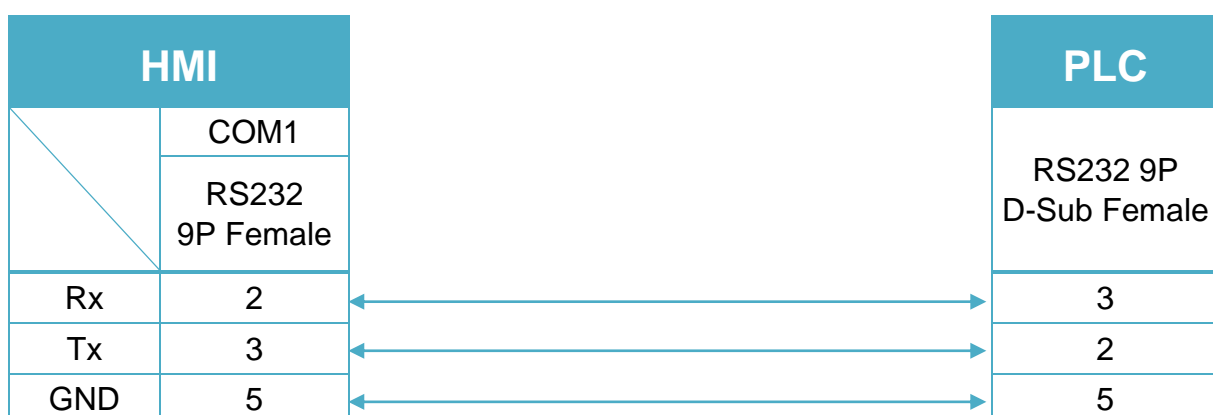 HMI
PLC
COM1
RS232
9P Female
RS232 9P
D-Sub Female
Rx 2 3
Tx 3 2
GND 5 5